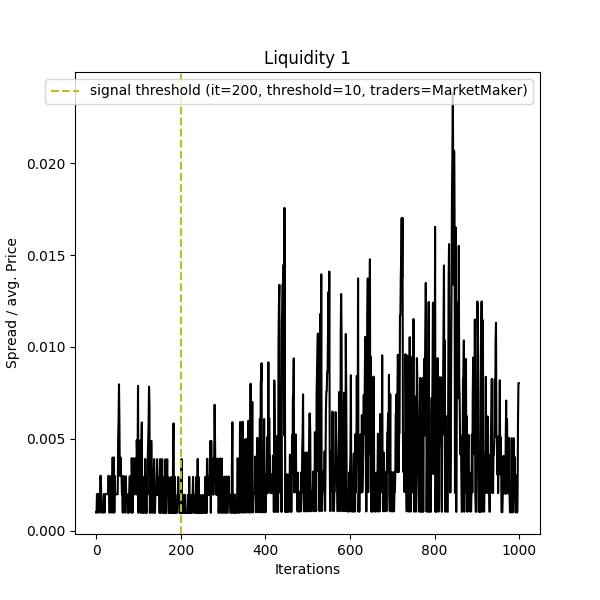 Liquidity 1
signal threshold (it=200, threshold=10, traders=MarketMaker)
Spread / avg. Price
0.020
0.015
0.010
0.005
0.000
0 200 400 600 800 1000
Iterations